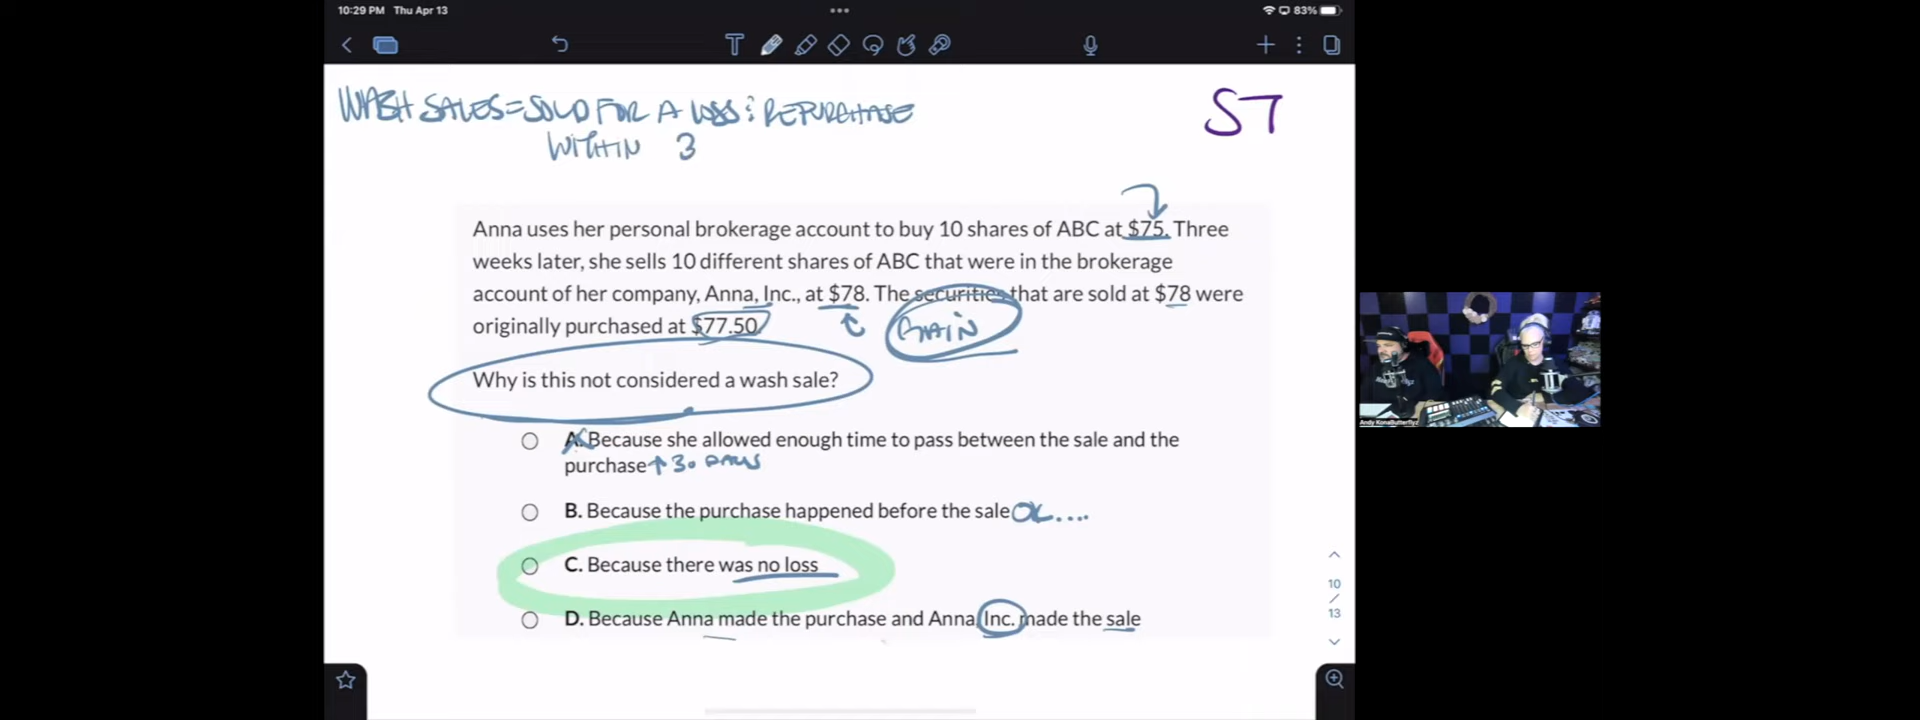 10:29 PM Thu Apr 13
83%
WASH SALES = SOLD FOR A LOSS & REPURCHASE
WITHIN 3
ST
Anna uses her personal brokerage account to buy 10 shares of ABC at $75. Three
weeks later, she sells 10 different shares of ABC that were in the brokerage
account of her company, Anna, Inc., at $78. The securities that are sold at $78 were
originally purchased at $77.50.
GAIN
Why is this not considered a wash sale?
A. Because she allowed enough time to pass between the sale and the
purchase ↑ 30 DAYS
B. Because the purchase happened before the sale OK....
C. Because there was no loss
D. Because Anna made the purchase and Anna, Inc. made the sale
10
/
13
Andy KonaButterflyz